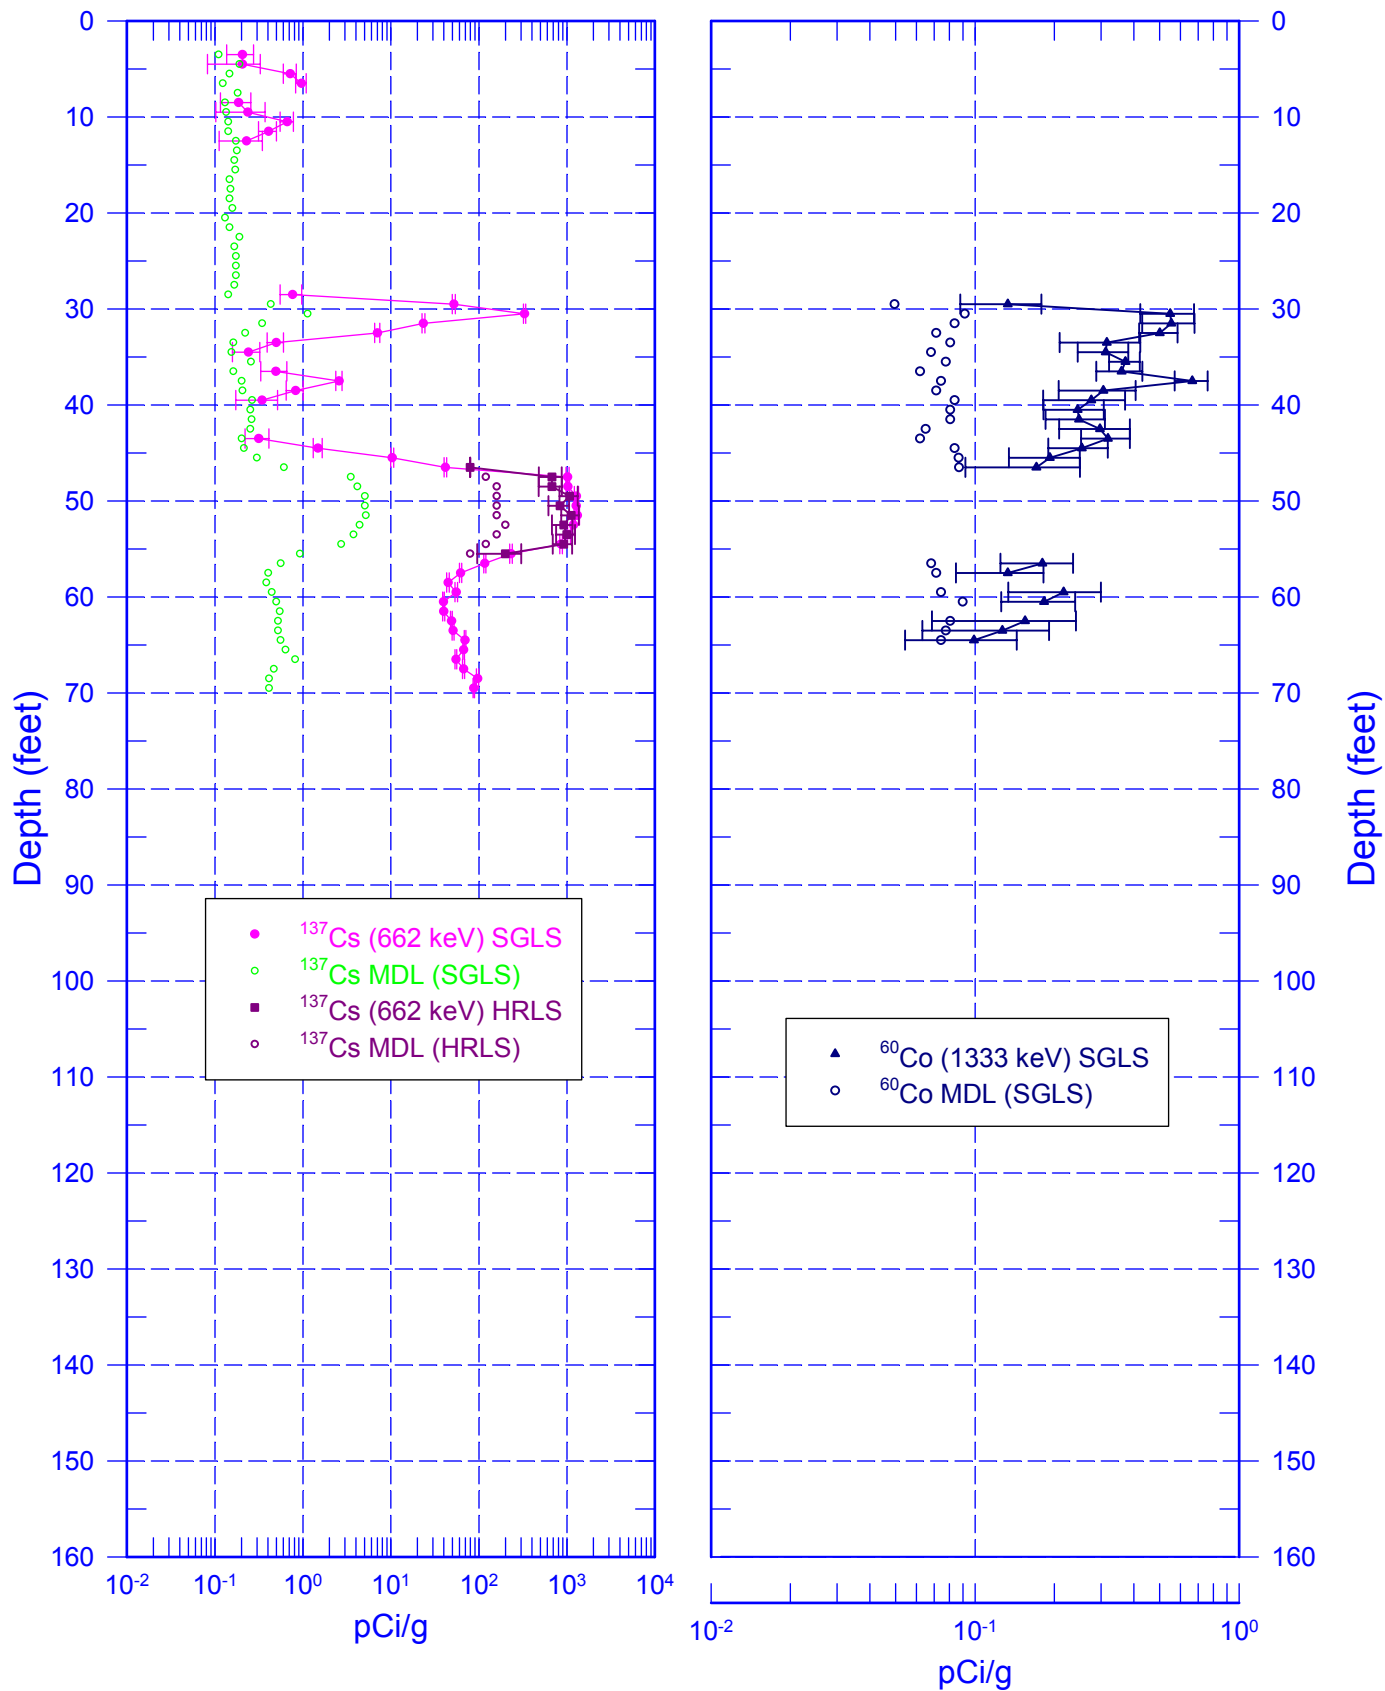 0
10
20
30
40
50
60
70
80
90
100
110
120
130
140
150
160
Depth (feet)
10⁻² 10⁻¹ 10⁰ 10¹ 10² 10³ 10⁴
pCi/g
¹³⁷Cs (662 keV) SGLS
¹³⁷Cs MDL (SGLS)
¹³⁷Cs (662 keV) HRLS
¹³⁷Cs MDL (HRLS)
0
10
20
30
40
50
60
70
80
90
100
110
120
130
140
150
160
Depth (feet)
10⁻² 10⁻¹ 10⁰
pCi/g
⁶⁰Co (1333 keV) SGLS
⁶⁰Co MDL (SGLS)